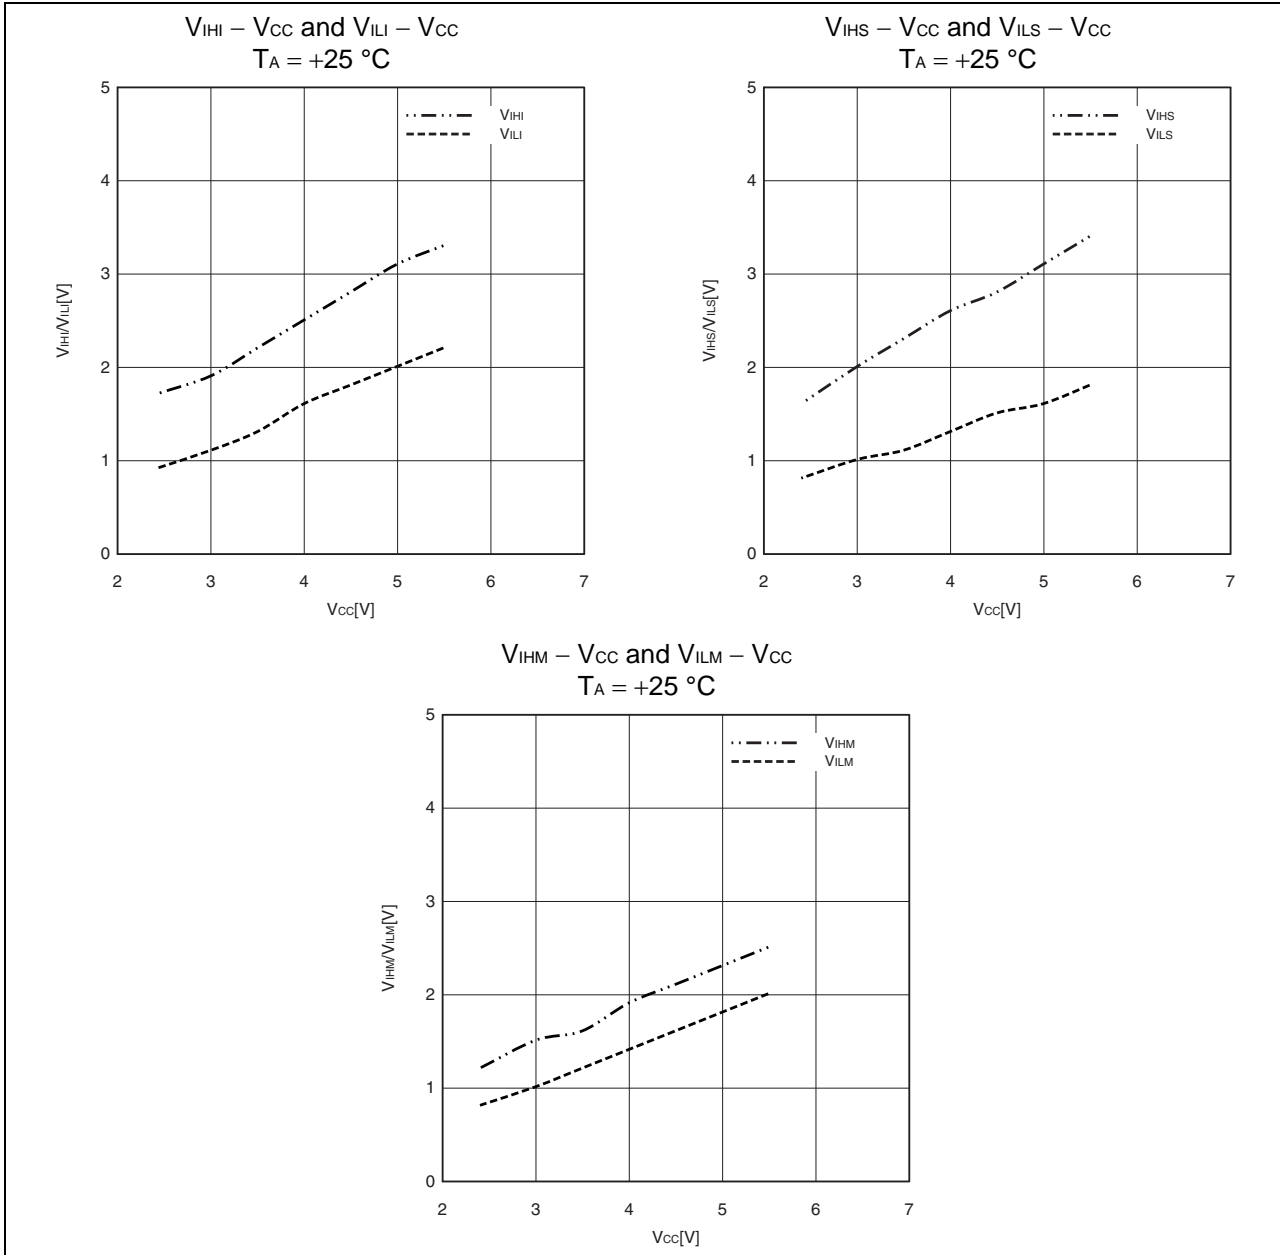 VIHI – VCC and VILI – VCC
TA = +25 °C
5
4
3
2
1
0
2 3 4 5 6 7
VIHI/VILI[V]
VCC[V]
VIHI
VILI
VIHS – VCC and VILS – VCC
TA = +25 °C
5
4
3
2
1
0
2 3 4 5 6 7
VIHS/VILS[V]
VCC[V]
VIHS
VILS
VIHM – VCC and VILM – VCC
TA = +25 °C
5
4
3
2
1
0
2 3 4 5 6 7
VIHM/VILM[V]
VCC[V]
VIHM
VILM